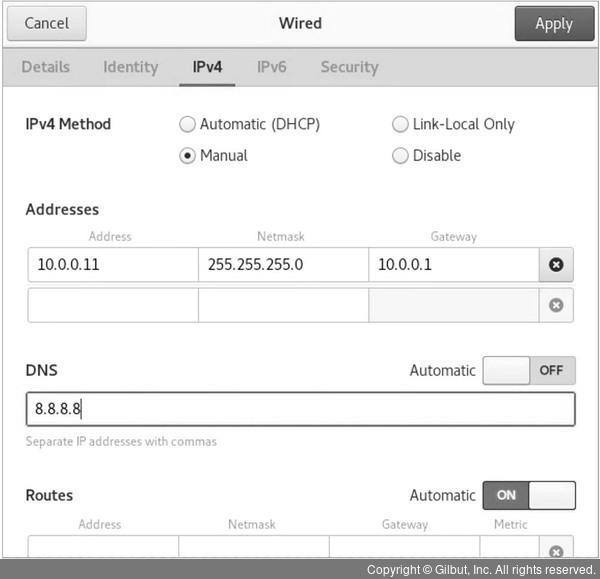 Cancel Wired Apply
Details Identity IPv4 IPv6 Security
IPv4 Method Automatic (DHCP) Link-Local Only
Manual Disable
Addresses
Address Netmask Gateway
10.0.0.11 255.255.255.0 10.0.0.1
DNS Automatic OFF
8.8.8.8
Separate IP addresses with commas
Routes Automatic ON
Address Netmask Gateway Metric
Copyright © Gilbut, Inc. All rights reserved.